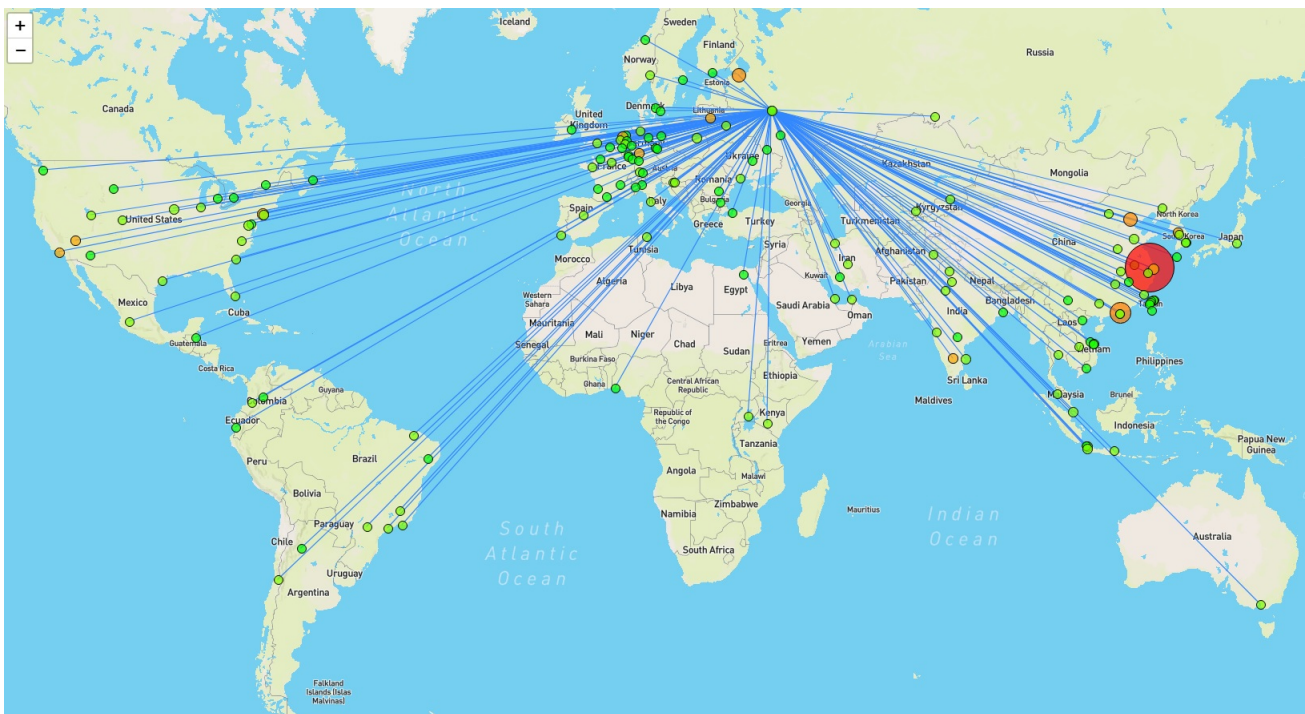 +
−
Iceland
Sweden
Finland
Norway
Russia
Estonia
Canada
Denmark
Lithuania
United
Kingdom
Ukraine
Kazakhstan
Mongolia
France
Austria
Romania
North
Atlantic
Ocean
United States
Spain
Italy
Bulgaria
Georgia
Kyrgyzstan
North Korea
Greece
Turkey
Turkmenistan
South Korea
Japan
Tunisia
Syria
Afghanistan
China
Morocco
Iran
Kuwait
Algeria
Libya
Egypt
Pakistan
Nepal
Mexico
Western
Sahara
Saudi Arabia
Bangladesh
Taiwan
Cuba
Oman
India
Laos
Mauritania
Guatemala
Mali
Niger
Chad
Sudan
Eritrea
Yemen
Arabian
Sea
Senegal
Vietnam
Philippines
Burkina Faso
Costa Rica
Ethiopia
Sri Lanka
Ghana
Central African
Republic
Guyana
Maldives
Malaysia
Brunei
Colombia
Ecuador
Republic of
the Congo
Kenya
Indonesia
Tanzania
Papua New
Guinea
Peru
Brazil
Angola
Malawi
Bolivia
Zimbabwe
Namibia
Mauritius
South
Atlantic
Ocean
Indian
Ocean
Paraguay
Chile
Australia
South Africa
Uruguay
Argentina
Falkland
Islands (Islas
Malvinas)